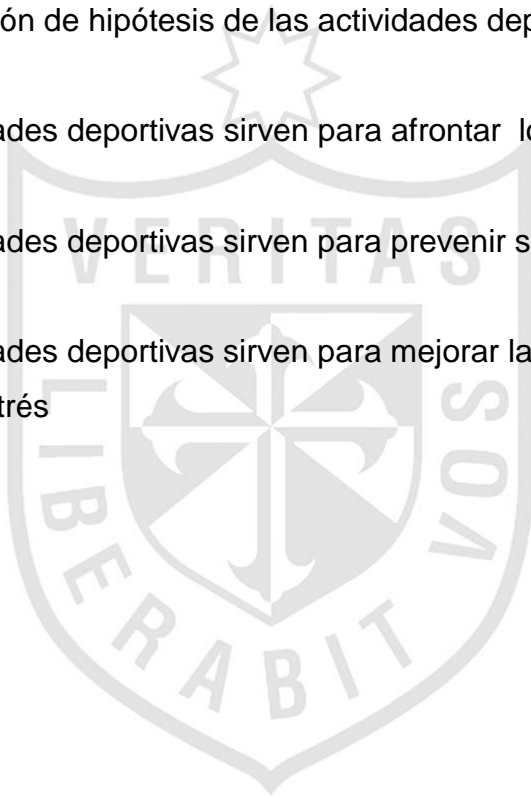 ón de hipótesis de las actividades dep
ades deportivas sirven para afrontar lo
ades deportivas sirven para prevenir s
ades deportivas sirven para mejorar la
trés
VERITAS
LIBERABIT
VOS